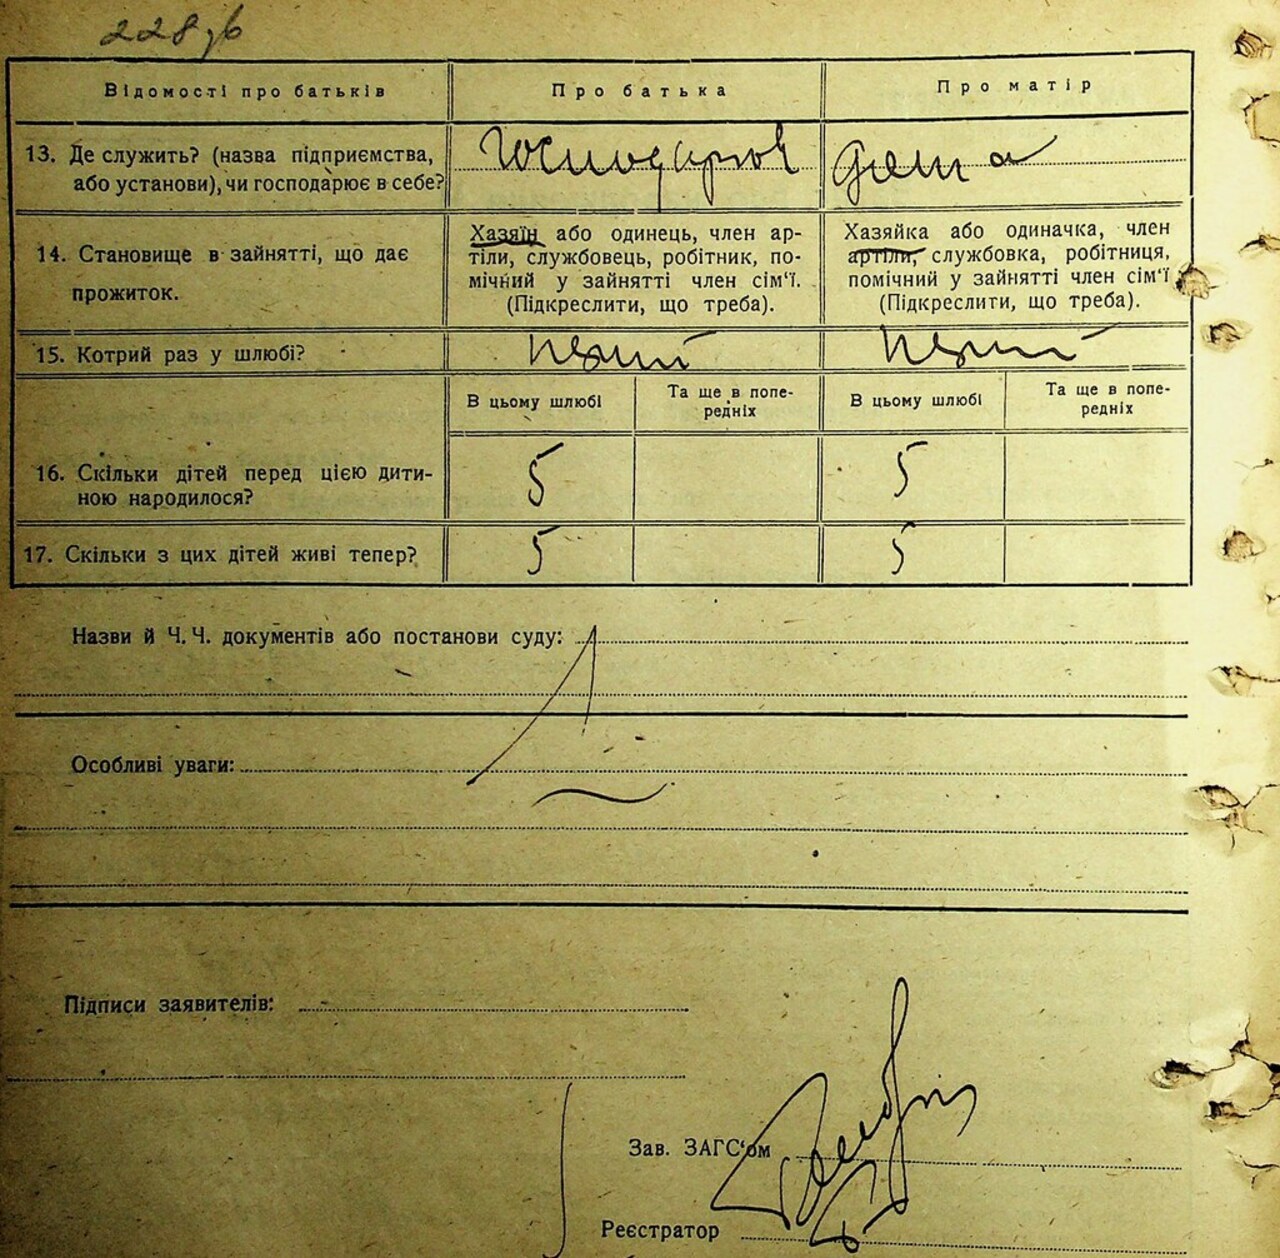 228 зв
Відомості про батьків
Про батька
Про матір
13. Де служить? (назва підприємства,
або установи), чи господарює в себе?
14. Становище в зайнятті, що дає
прожиток.
Хазяїн або одинець, член ар-
тіли, службовець, робітник, по-
мічний у зайнятті член сім'ї.
(Підкреслити, що треба).
Хазяйка або одиначка, член
артіли, службовка, робітниця,
помічний у зайнятті член сім'ї
(Підкреслити, що треба).
15. Котрий раз у шлюбі?
перший
перший
В цьому шлюбі
Та ще в попе-
редніх
В цьому шлюбі
Та ще в попе-
редніх
16. Скільки дітей перед цією дити-
ною народилося?
5
5
17. Скільки з цих дітей живі тепер?
5
5
Назви й Ч.Ч. документів або постанови суду:
Особливі уваги:
Підписи заявителів:
Зав. ЗАГС'ом
Реєстратор